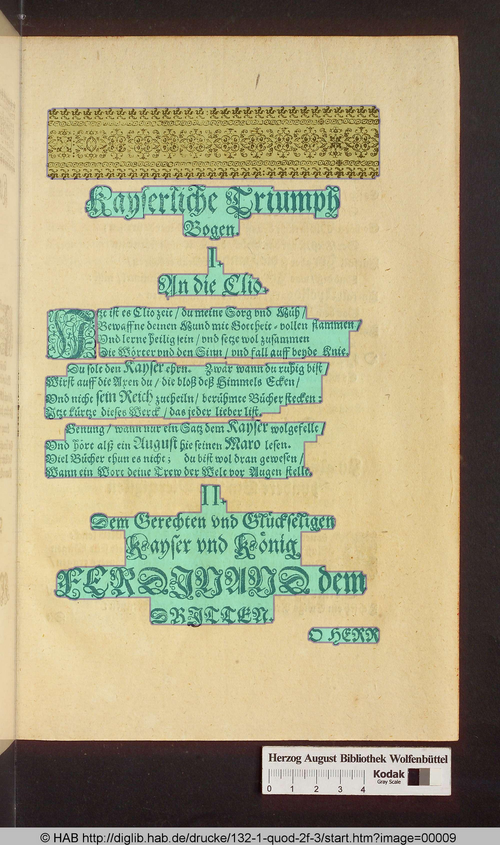 Kayserliche Triumph
Bogen.
I.
An die Clio.
Itzt ist es Clio zeit / du meine Sorg vnd Müh /
Bewaffne deinen Mund mit Gottheit-vollen flammen /
Vnd lerne heilig sein / vnd setze wol zusammen
Die Wörter vnd den Sinn / vnd fall auff beyde Knie.
Du solt den Kayser ehrn. Zwar wann du ruhig bist /
Wirst auff die Axen du / die bloß deß Himmels Ecken /
Vnd nicht sein Reich zutheiln / berühmte Bücher stecken:
Itzt kürtze dieses Werck / das jeder lieber list.
Genung / wann nur ein Satz dem Kayser wolgefelle /
Vnd hört alß ein August hie seinen Maro lesen.
Viel Bücher thun es nicht; du bist wol dran gewesen /
Wann ein Wort deine Trew der Welt vor Augen stelle.
II.
Dem Gerechten vnd Glückseligen
Kayser vnd König,
FERDINAND dem
DRITTEN.
O HERR
Herzog August Bibliothek Wolfenbüttel
0 1 2 3 4
Kodak
Gray Scale
© HAB http://diglib.hab.de/drucke/132-1-quod-2f-3/start.htm?image=00009